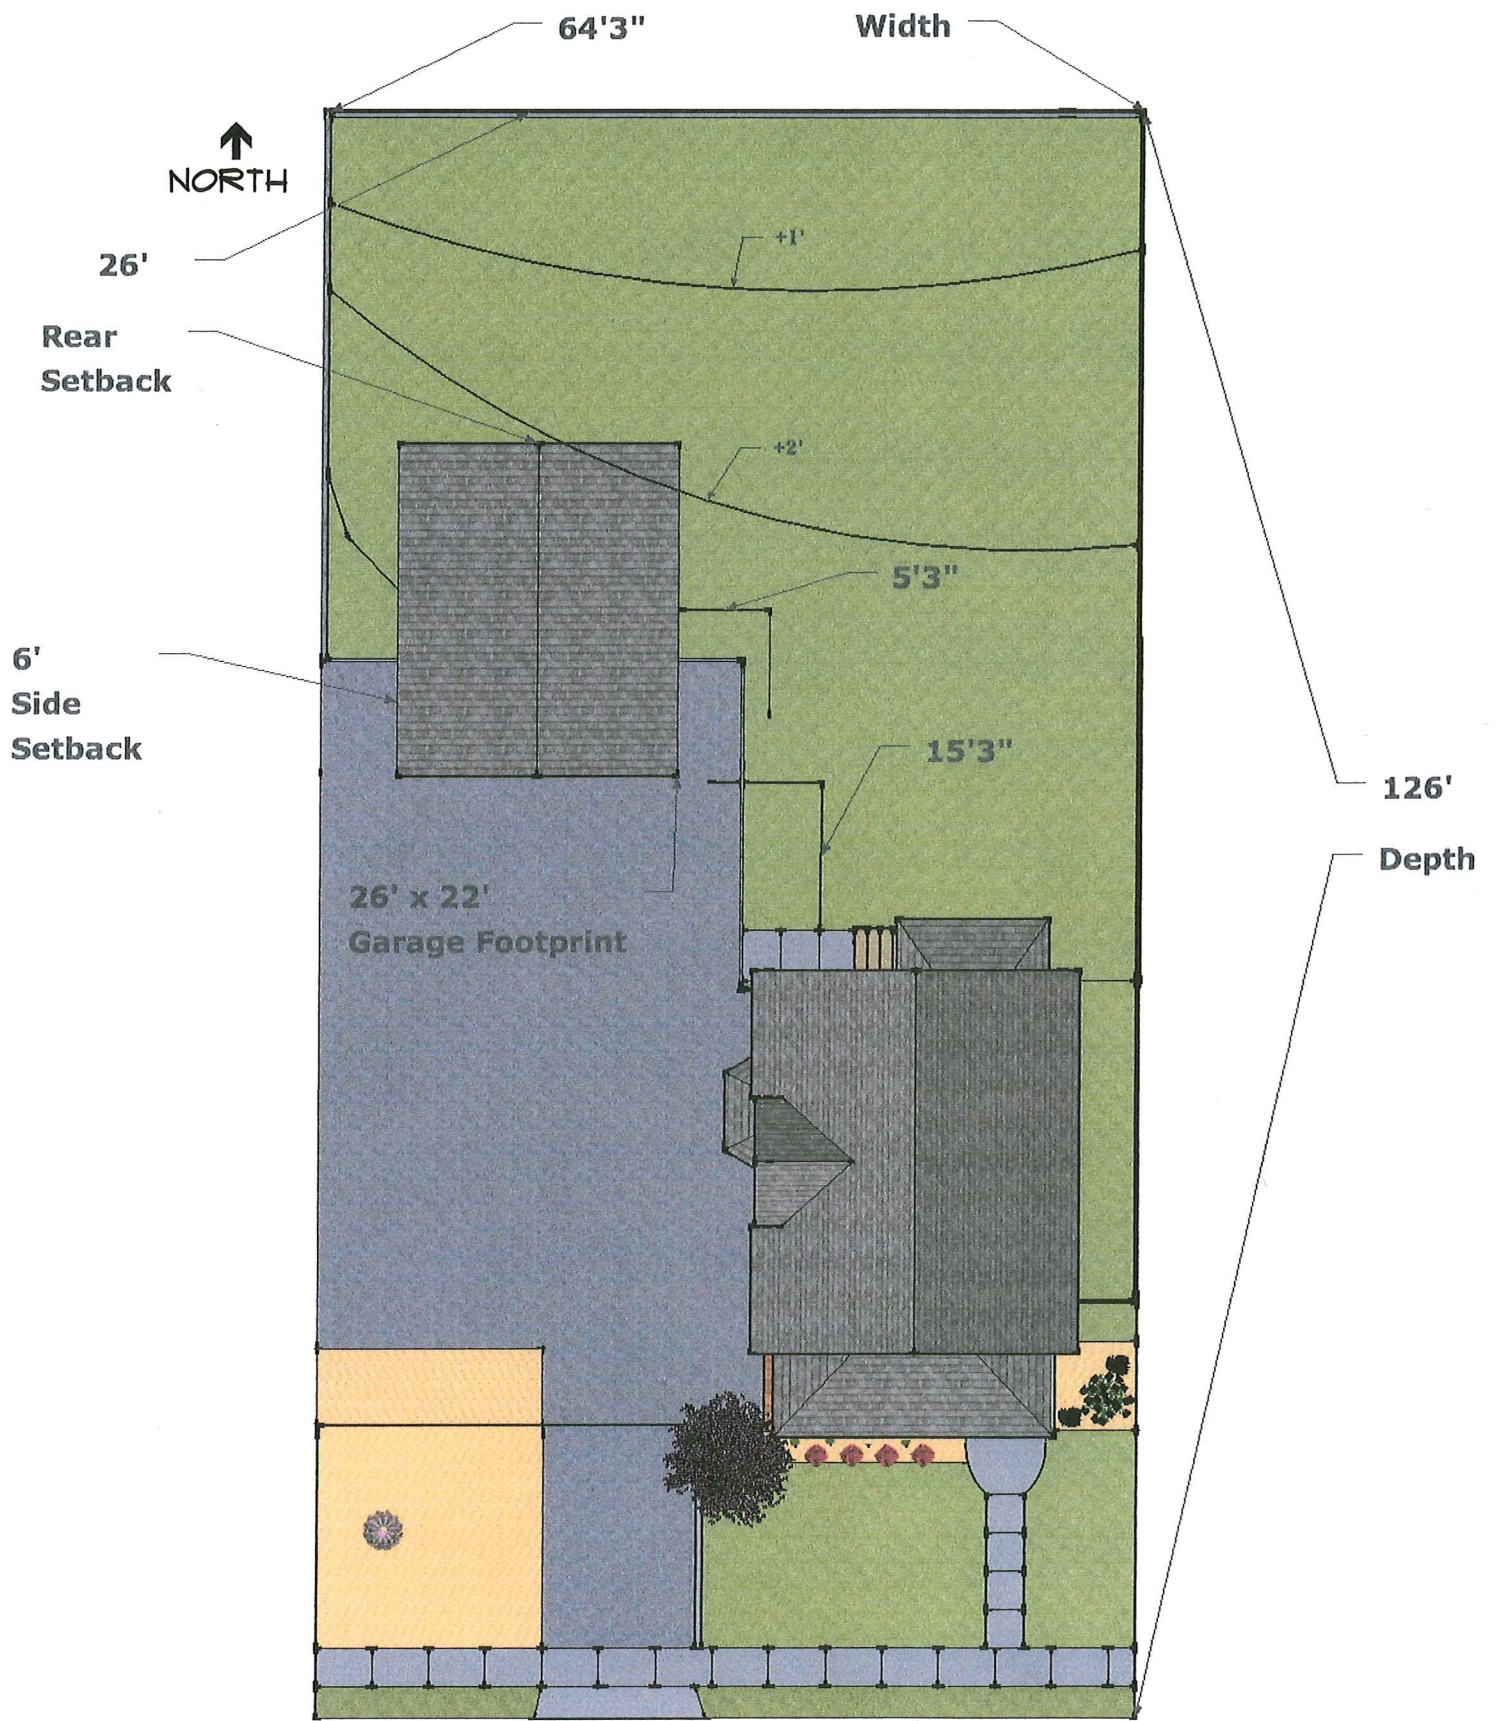 64'3"
Width
NORTH
+1'
26'
Rear
Setback
+2'
5'3"
6'
Side
Setback
15'3"
126'
Depth
26' x 22'
Garage Footprint